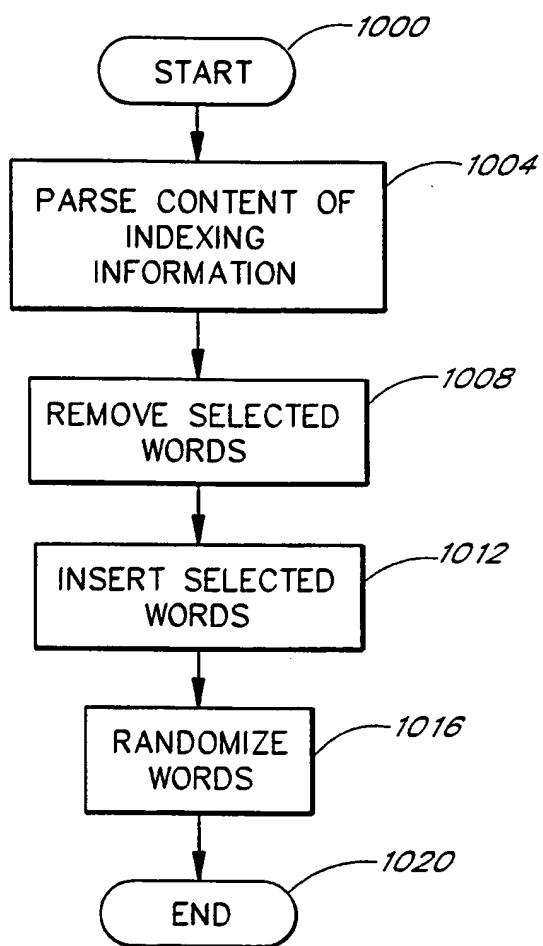 1000
START
1004
PARSE CONTENT OF
INDEXING
INFORMATION
1008
REMOVE SELECTED
WORDS
1012
INSERT SELECTED
WORDS
1016
RANDOMIZE
WORDS
1020
END